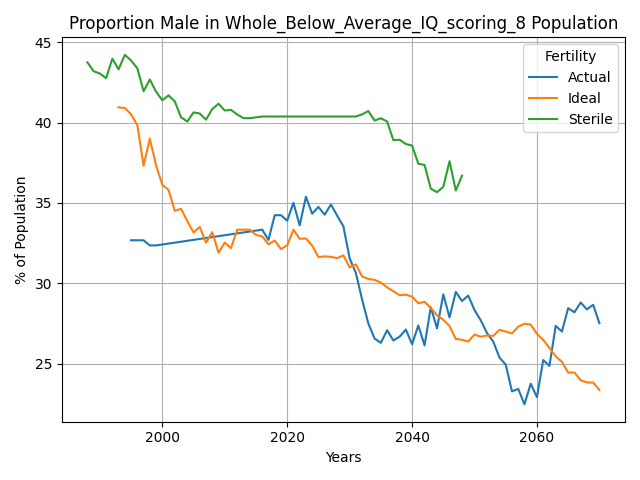 Proportion Male in Whole_Below_Average_IQ_scoring_8 Population
45
40
35
30
25
% of Population
Fertility
Actual
Ideal
Sterile
2000
2020
2040
2060
Years